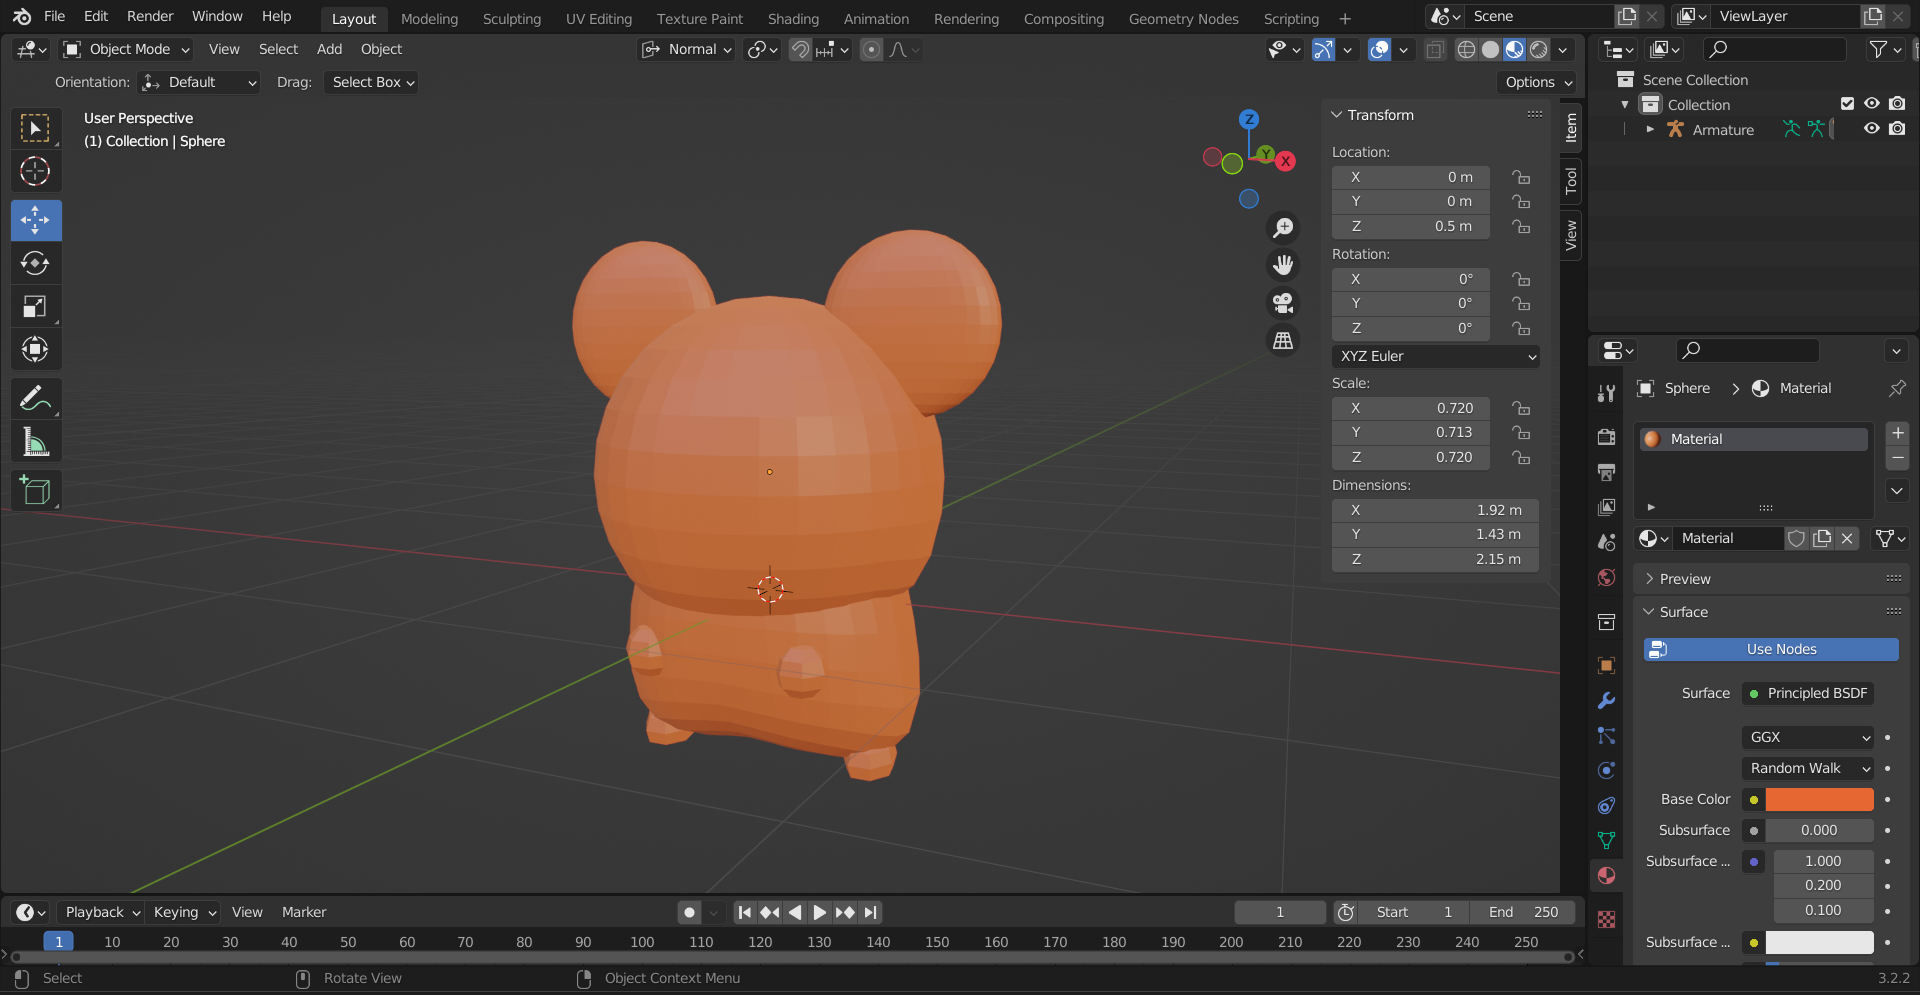 File Edit Render Window Help Layout Modeling Sculpting UV Editing Texture Paint Shading Animation Rendering Compositing Geometry Nodes Scripting + Scene ViewLayer
Object Mode View Select Add Object Normal
Orientation: Default Drag: Select Box Options
User Perspective
(1) Collection | Sphere
Z
Y
X
Transform
Location:
X 0 m
Y 0 m
Z 0.5 m
Rotation:
X 0°
Y 0°
Z 0°
XYZ Euler
Scale:
X 0.720
Y 0.713
Z 0.720
Dimensions:
X 1.92 m
Y 1.43 m
Z 2.15 m
Item
Tool
View
Scene Collection
Collection
Armature
Sphere Material
Material
Material
Preview
Surface
Use Nodes
Surface Principled BSDF
GGX
Random Walk
Base Color
Subsurface 0.000
Subsurface ... 1.000
0.200
0.100
Subsurface ...
Playback Keying View Marker 1 Start 1 End 250
1 10 20 30 40 50 60 70 80 90 100 110 120 130 140 150 160 170 180 190 200 210 220 230 240 250
Select Rotate View Object Context Menu 3.2.2